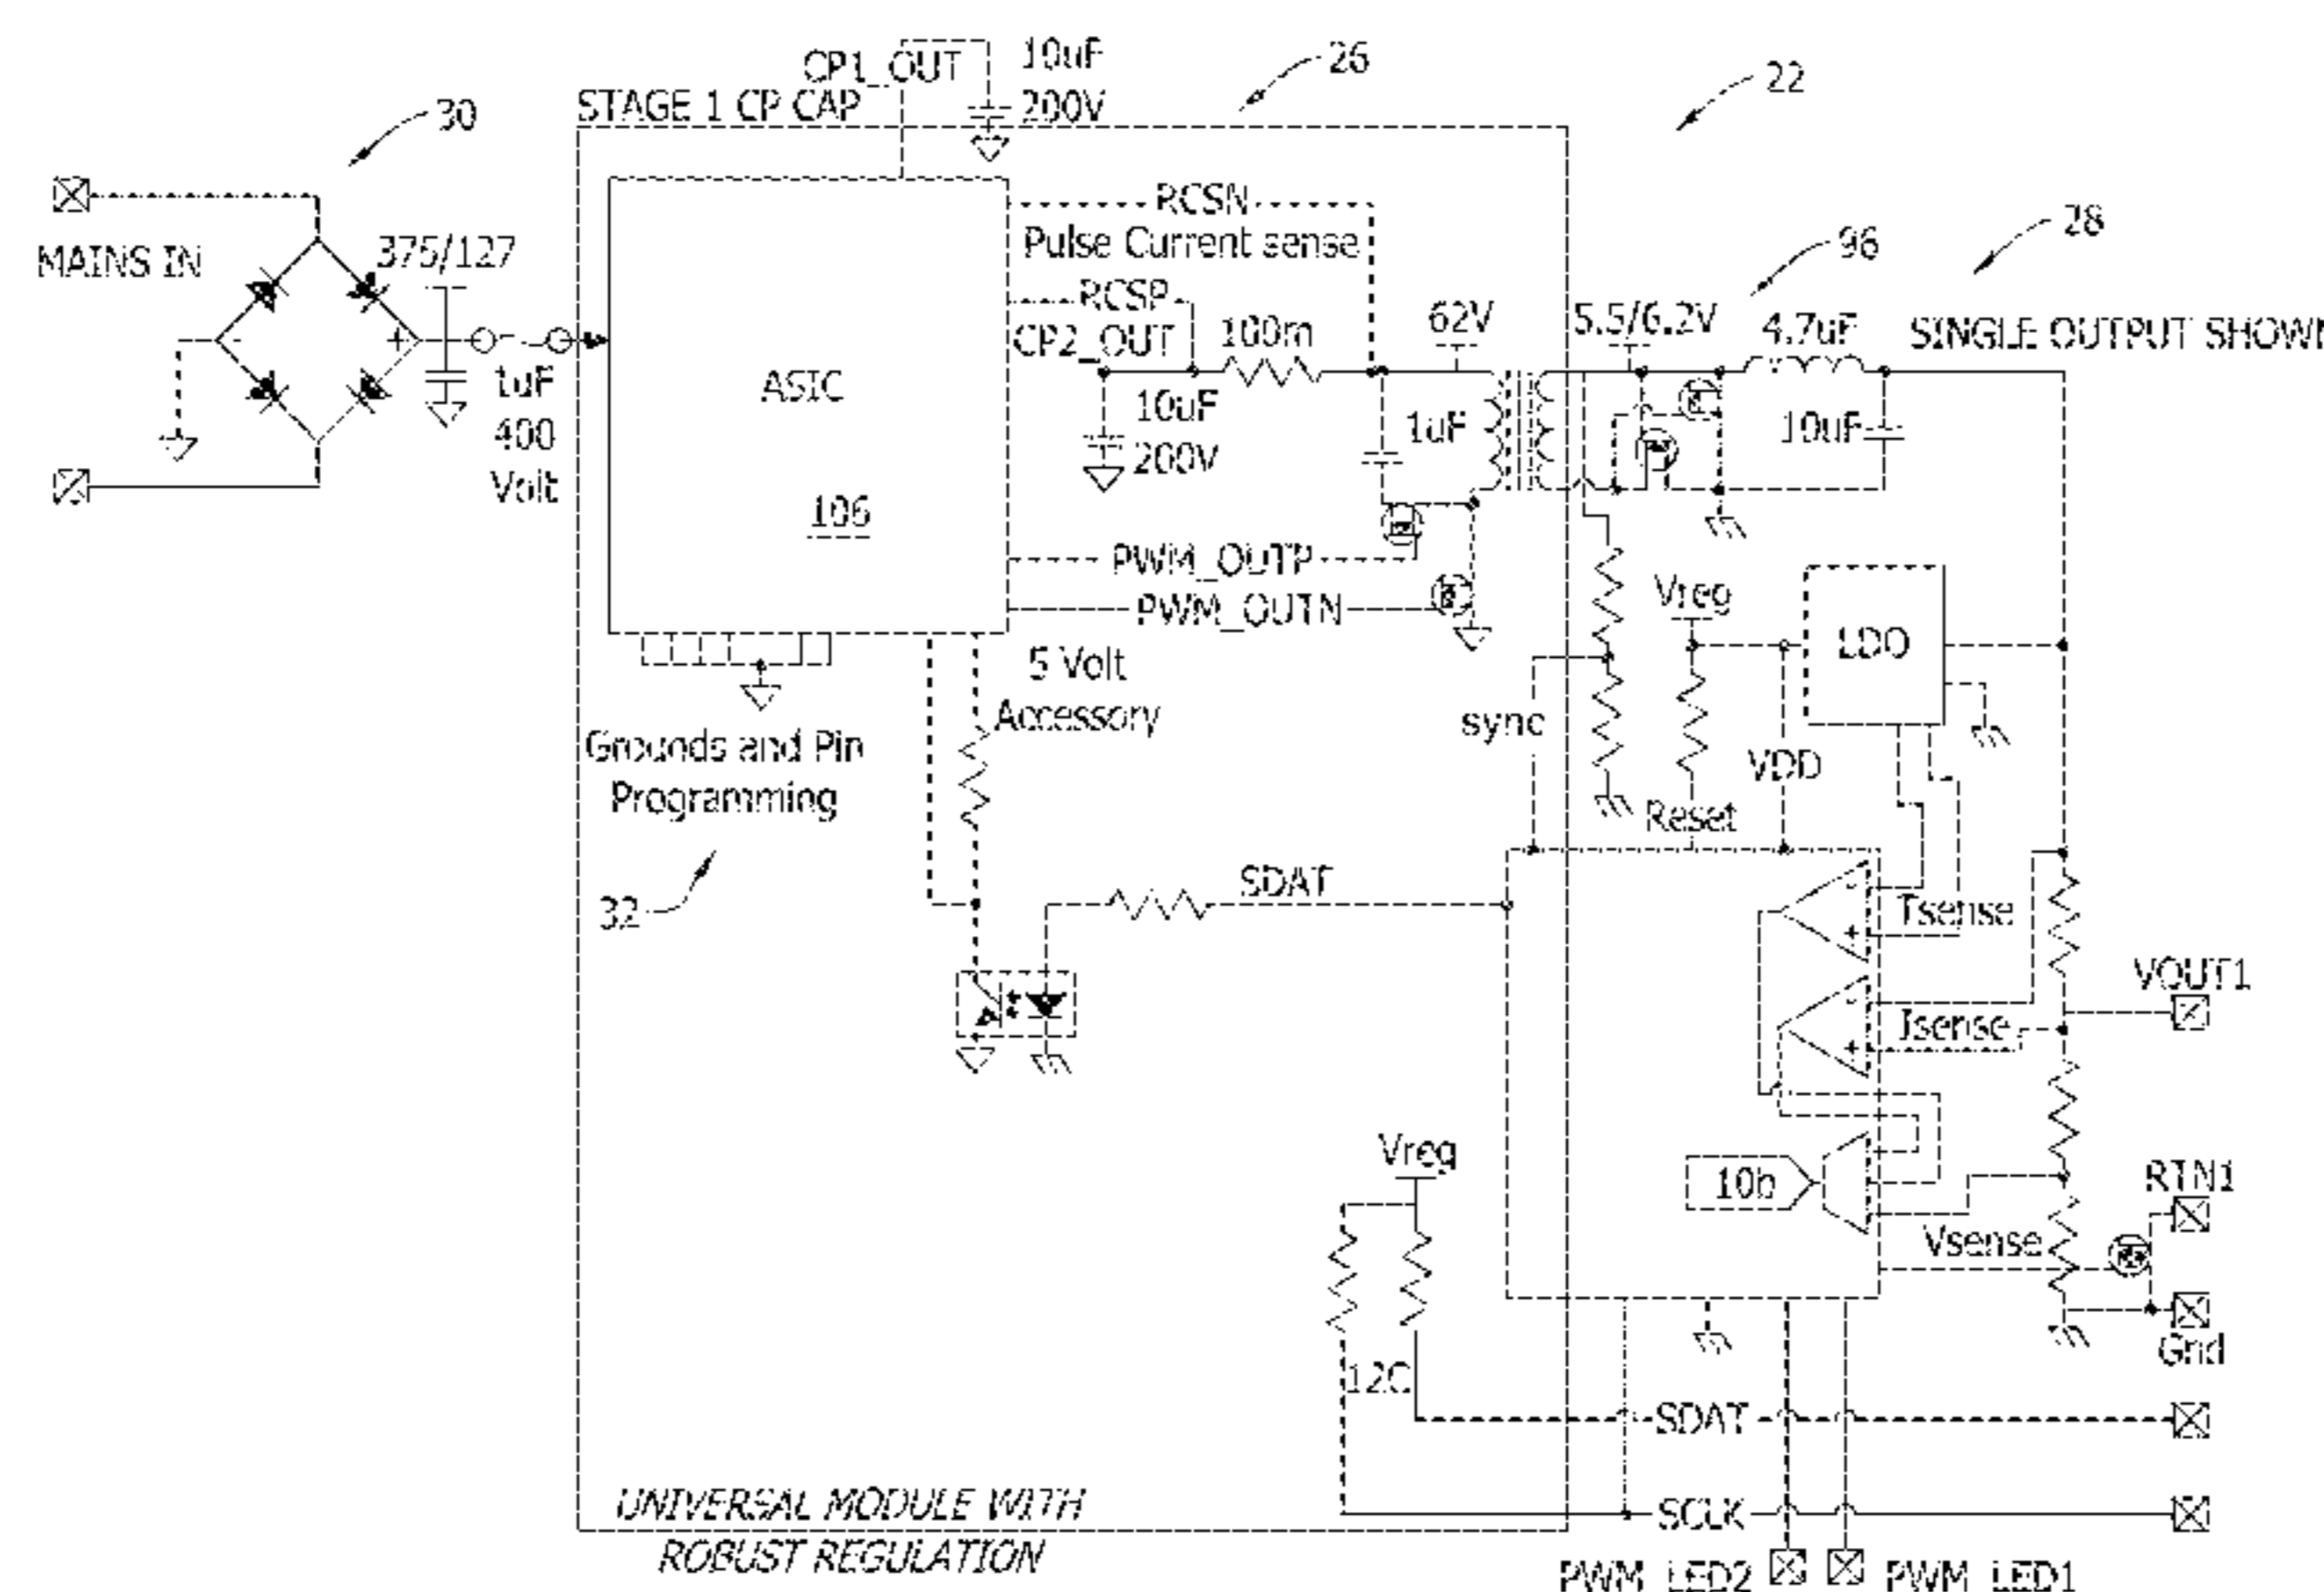 CP1_OUT
10uF
200V
STAGE 1 CP CAP
26
22
30
MAINS IN
375/127
-
+
1uF
400
Volt
ASIC
106
RCSN
Pulse Current sense
RCSP
CP2_OUT
100m
10uF
200V
62V
1uF
5.5/6.2V
96
28
4.7uF
SINGLE OUTPUT SHOWN
10uF
PWM_OUTP
PWM_OUTN
5 Volt
Accessory
Grounds and Pin
Programming
32
sync
Vreg
LDO
VDD
Reset
SDAT
-
Tsense
+
-
Isense
+
VOUT1
10b
Vreg
Vsense
RTN1
Gnd
12C
SDAT
SCLK
UNIVERSAL MODULE WITH
ROBUST REGULATION
PWM_LED2
PWM_LED1